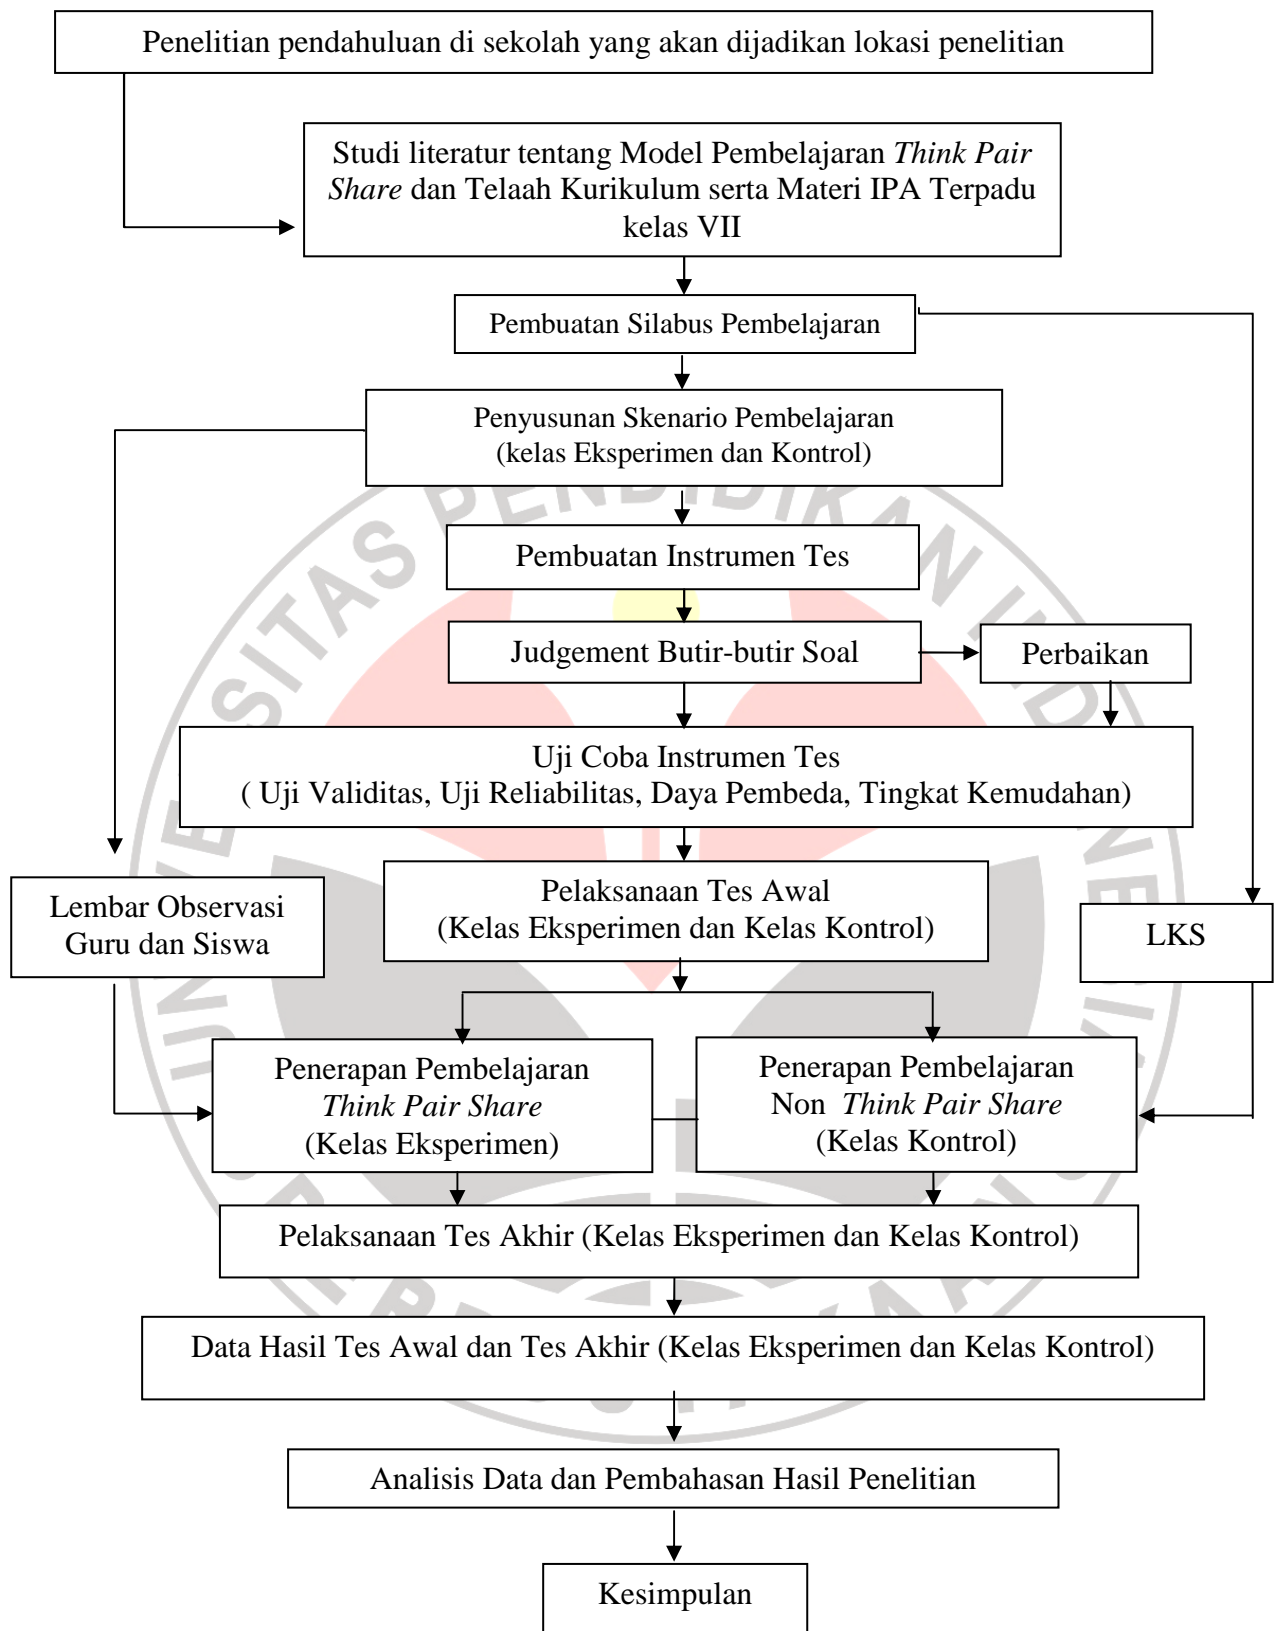 Penelitian pendahuluan di sekolah yang akan dijadikan lokasi penelitian
Studi literatur tentang Model Pembelajaran Think Pair
Share dan Telaah Kurikulum serta Materi IPA Terpadu
kelas VII
Pembuatan Silabus Pembelajaran
Penyusunan Skenario Pembelajaran
(kelas Eksperimen dan Kontrol)
Pembuatan Instrumen Tes
Judgement Butir-butir Soal
Perbaikan
Uji Coba Instrumen Tes
( Uji Validitas, Uji Reliabilitas, Daya Pembeda, Tingkat Kemudahan)
Pelaksanaan Tes Awal
(Kelas Eksperimen dan Kelas Kontrol)
Lembar Observasi
Guru dan Siswa
LKS
Penerapan Pembelajaran
Think Pair Share
(Kelas Eksperimen)
Penerapan Pembelajaran
Non Think Pair Share
(Kelas Kontrol)
Pelaksanaan Tes Akhir (Kelas Eksperimen dan Kelas Kontrol)
Data Hasil Tes Awal dan Tes Akhir (Kelas Eksperimen dan Kelas Kontrol)
Analisis Data dan Pembahasan Hasil Penelitian
Kesimpulan